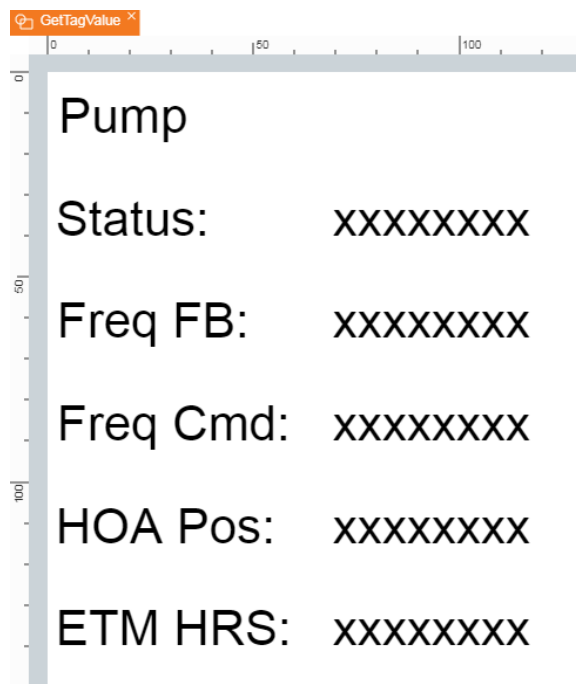 GetTagValue ×
0 50 100
0
Pump
Status: xxxxxxxx
50
Freq FB: xxxxxxxx
Freq Cmd: xxxxxxxx
100
HOA Pos: xxxxxxxx
ETM HRS: xxxxxxxx